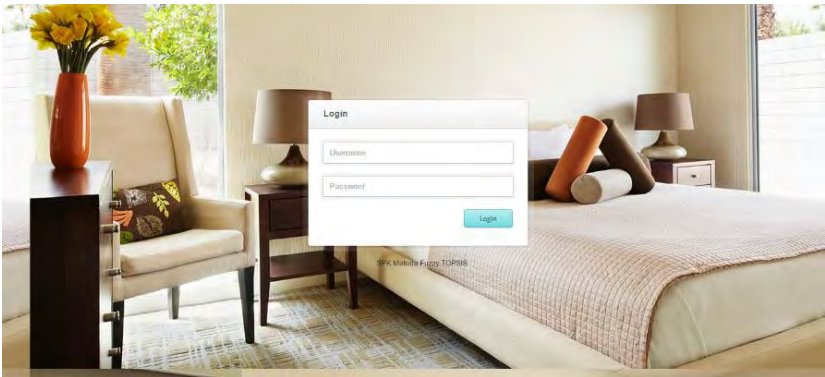 Login
Username
Password
Login
SPK Metode Fuzzy TOPSIS